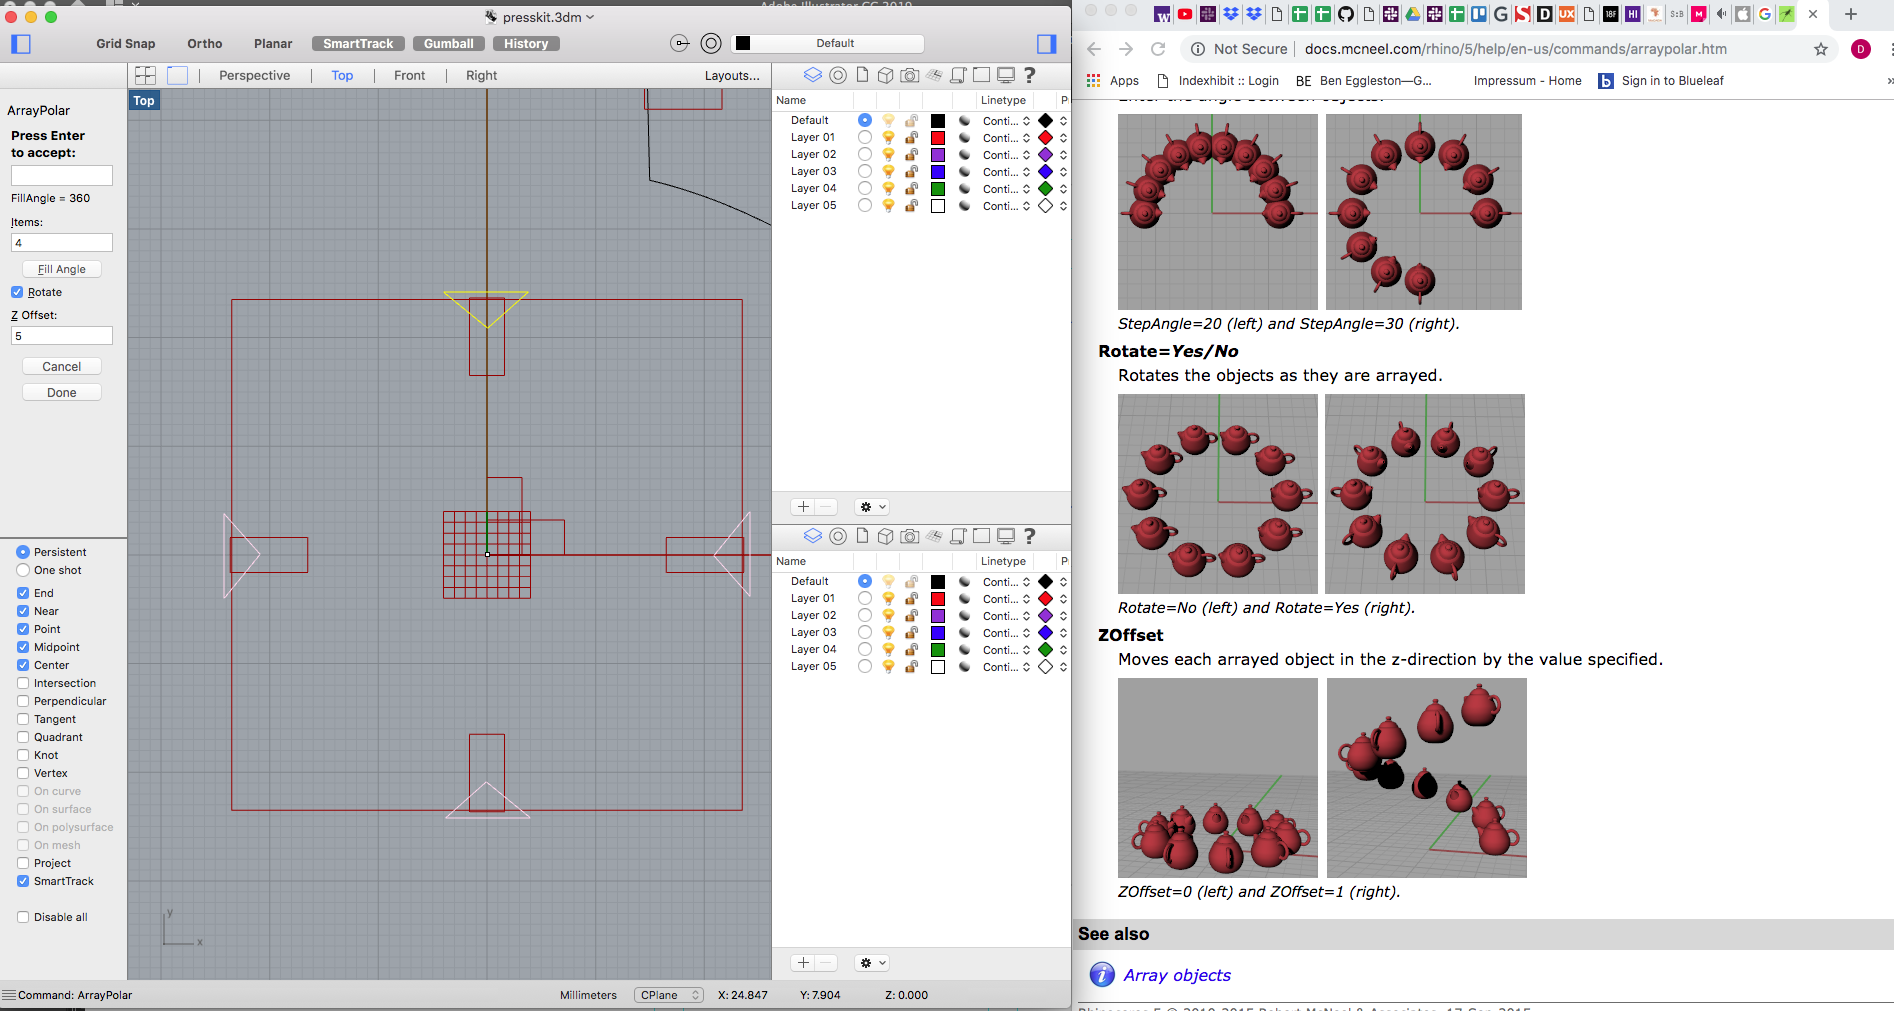 Adobe Illustrator CC 2019
presskit.3dm
Grid Snap
Ortho
Planar
SmartTrack
Gumball
History
Default
Perspective
Top
Front
Right
Layouts...
ArrayPolar
Press Enter
to accept:
FillAngle = 360
Items:
4
Fill Angle
Rotate
Z Offset:
5
Cancel
Done
Persistent
One shot
End
Near
Point
Midpoint
Center
Intersection
Perpendicular
Tangent
Quadrant
Knot
Vertex
On curve
On surface
On polysurface
On mesh
Project
SmartTrack
Disable all
Top
y
x
Name Linetype P
Default Conti...
Layer 01 Conti...
Layer 02 Conti...
Layer 03 Conti...
Layer 04 Conti...
Layer 05 Conti...
Name Linetype P
Default Conti...
Layer 01 Conti...
Layer 02 Conti...
Layer 03 Conti...
Layer 04 Conti...
Layer 05 Conti...
Command: ArrayPolar
Millimeters
CPlane
X: 24.847
Y: 7.904
Z: 0.000
Not Secure | docs.mcneel.com/rhino/5/help/en-us/commands/arraypolar.htm
D
Apps
Indexhibit :: Login
BE Ben Eggleston—G...
Impressum - Home
b Sign in to Blueleaf
Enter the angle between objects.
StepAngle=20 (left) and StepAngle=30 (right).
Rotate=Yes/No
Rotates the objects as they are arrayed.
Rotate=No (left) and Rotate=Yes (right).
ZOffset
Moves each arrayed object in the z-direction by the value specified.
ZOffset=0 (left) and ZOffset=1 (right).
See also
Array objects